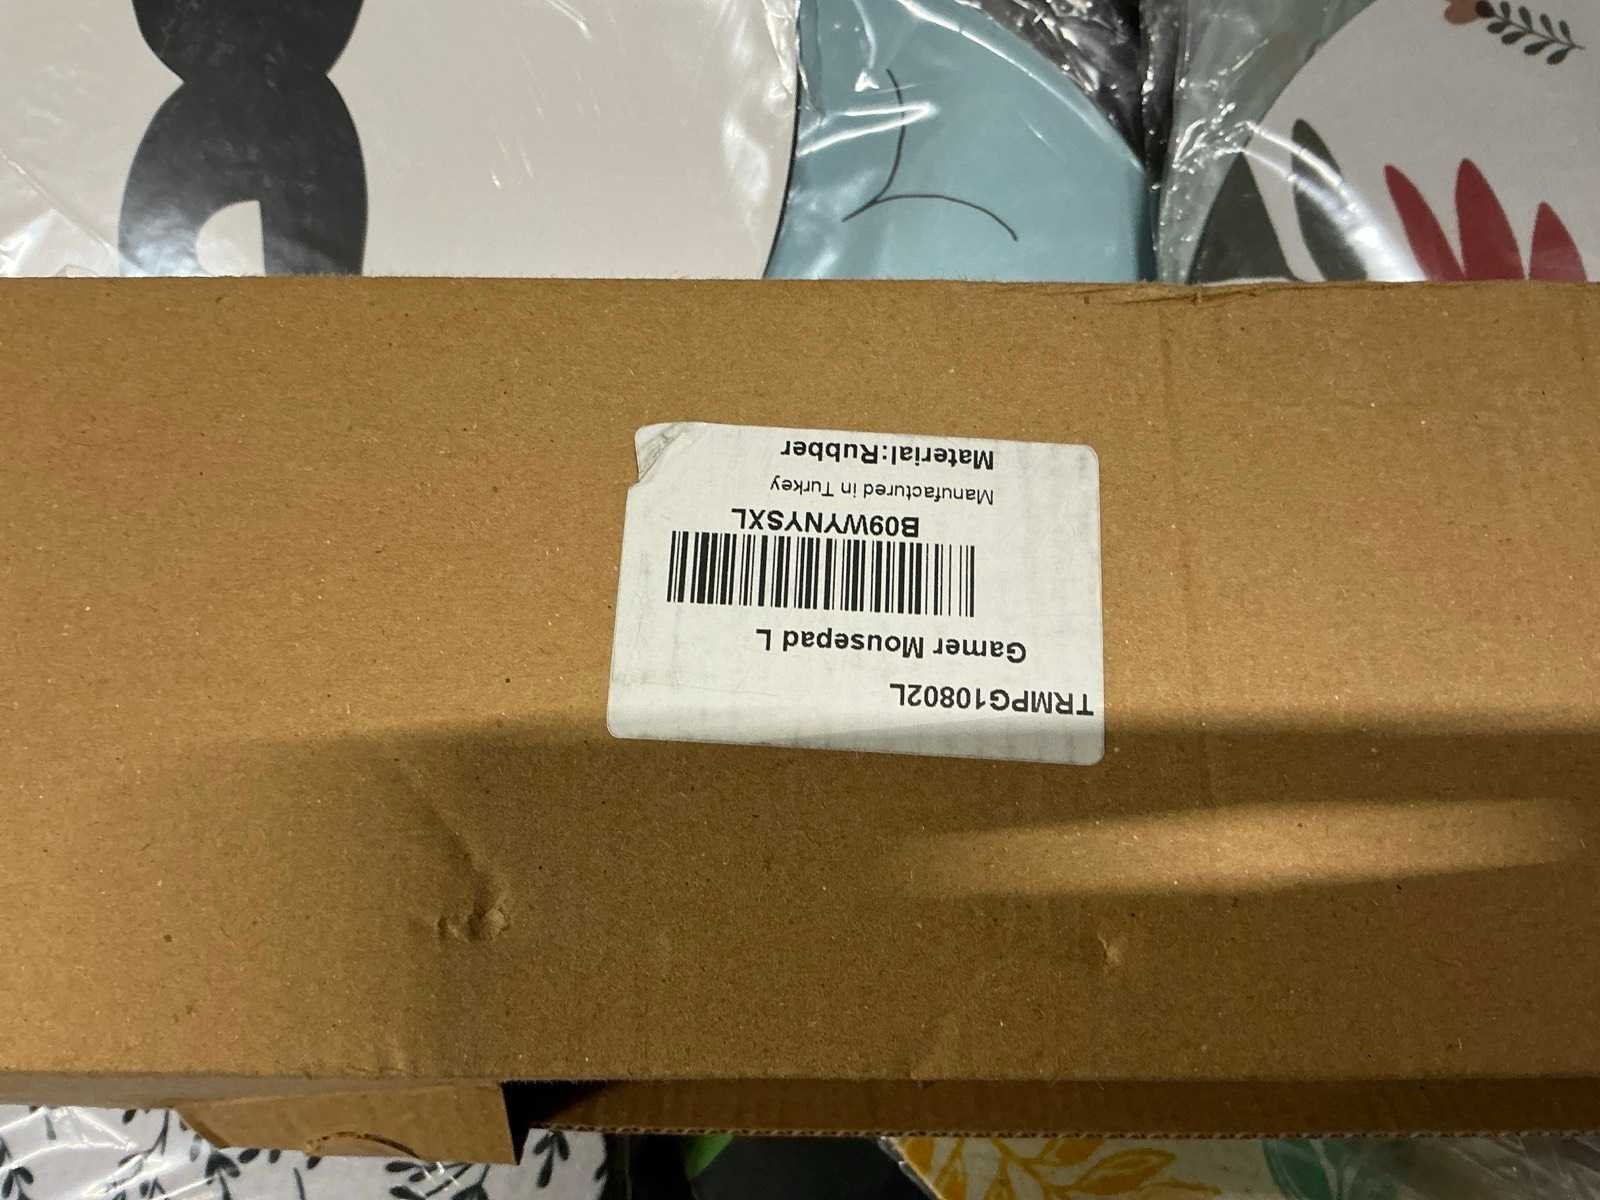 TRMPG10802L
Gamer Mousepad L
B09WYNYSXL
Manufactured in Turkey
Material:Rubber